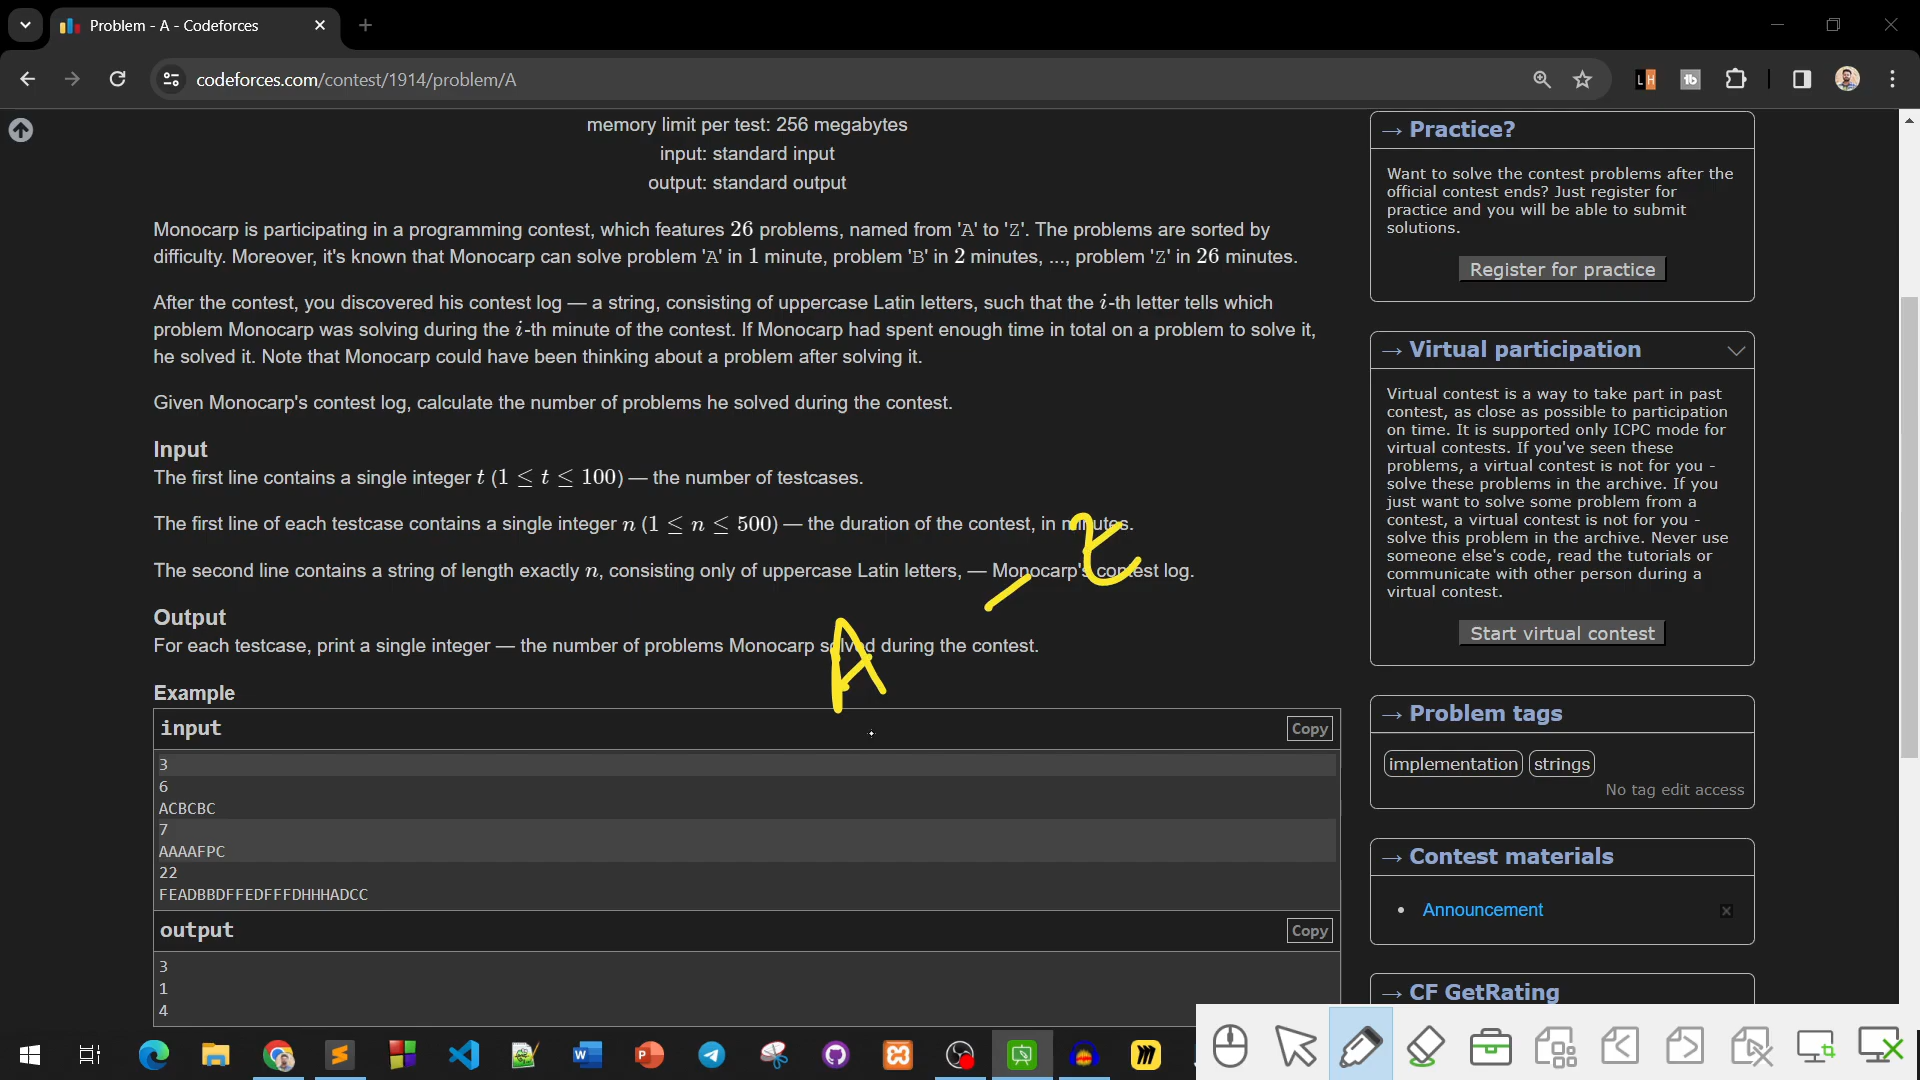 Problem - A - Codeforces
codeforces.com/contest/1914/problem/A
memory limit per test: 256 megabytes
input: standard input
output: standard output
Monocarp is participating in a programming contest, which features 26 problems, named from 'A' to 'Z'. The problems are sorted by
difficulty. Moreover, it's known that Monocarp can solve problem 'A' in 1 minute, problem 'B' in 2 minutes, ..., problem 'Z' in 26 minutes.
After the contest, you discovered his contest log — a string, consisting of uppercase Latin letters, such that the i-th letter tells which
problem Monocarp was solving during the i-th minute of the contest. If Monocarp had spent enough time in total on a problem to solve it,
he solved it. Note that Monocarp could have been thinking about a problem after solving it.
Given Monocarp's contest log, calculate the number of problems he solved during the contest.
Input
The first line contains a single integer t (1 ≤ t ≤ 100) — the number of testcases.
The first line of each testcase contains a single integer n (1 ≤ n ≤ 500) — the duration of the contest, in minutes.
The second line contains a string of length exactly n, consisting only of uppercase Latin letters, — Monocarp's contest log.
Output
For each testcase, print a single integer — the number of problems Monocarp solved during the contest.
A - Z
Example
input
Copy
3
6
ACBCBC
7
AAAAFPC
22
FEADBBDFFEDFFFDHHHADCC
output
Copy
3
1
4
→ Practice?
Want to solve the contest problems after the
official contest ends? Just register for
practice and you will be able to submit
solutions.
Register for practice
→ Virtual participation
Virtual contest is a way to take part in past
contest, as close as possible to participation
on time. It is supported only ICPC mode for
virtual contests. If you've seen these
problems, a virtual contest is not for you -
solve these problems in the archive. If you
just want to solve some problem from a
contest, a virtual contest is not for you -
solve this problem in the archive. Never use
someone else's code, read the tutorials or
communicate with other person during a
virtual contest.
Start virtual contest
→ Problem tags
implementation strings
No tag edit access
→ Contest materials
Announcement
→ CF GetRating